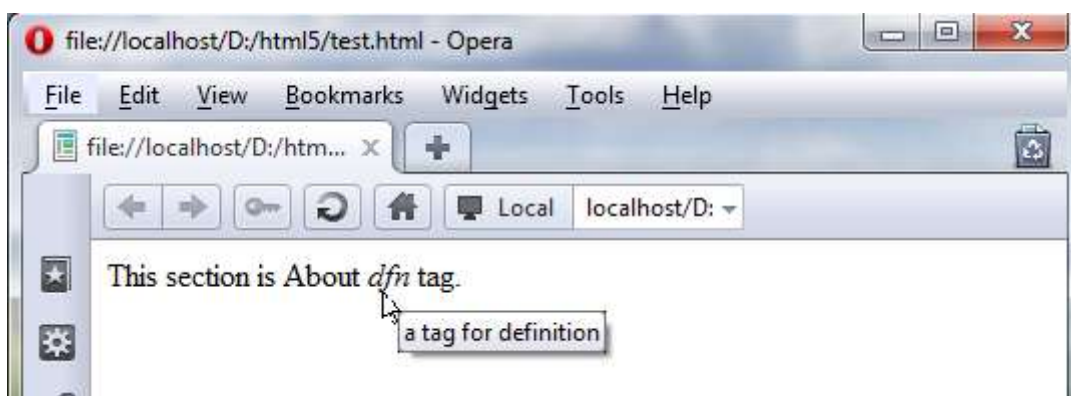 file://localhost/D:/html5/test.html - Opera
File Edit View Bookmarks Widgets Tools Help
file://localhost/D:/htm...
Local localhost/D:
This section is About dfn tag.
a tag for definition